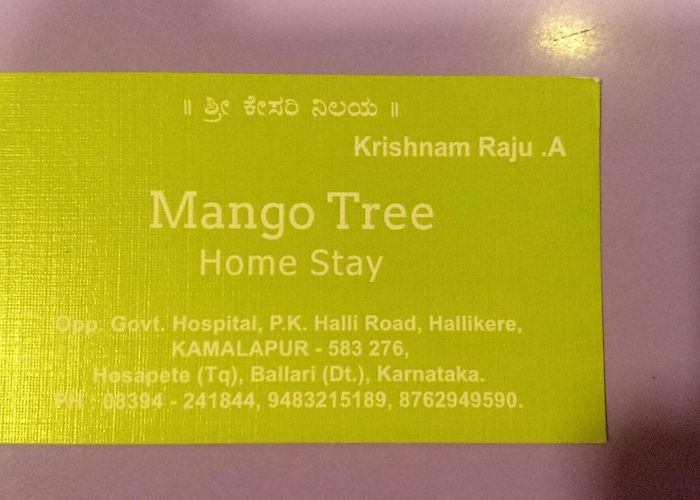 ॥ ಶ್ರೀ ಕೇಸರಿ ನಿಲಯ ॥
Krishnam Raju .A
Mango Tree
Home Stay
Opp. Govt. Hospital, P.K. Halli Road, Hallikere,
KAMALAPUR - 583 276,
Hosapete (Tq), Ballari (Dt.), Karnataka.
PH : 08394 - 241844, 9483215189, 8762949590.